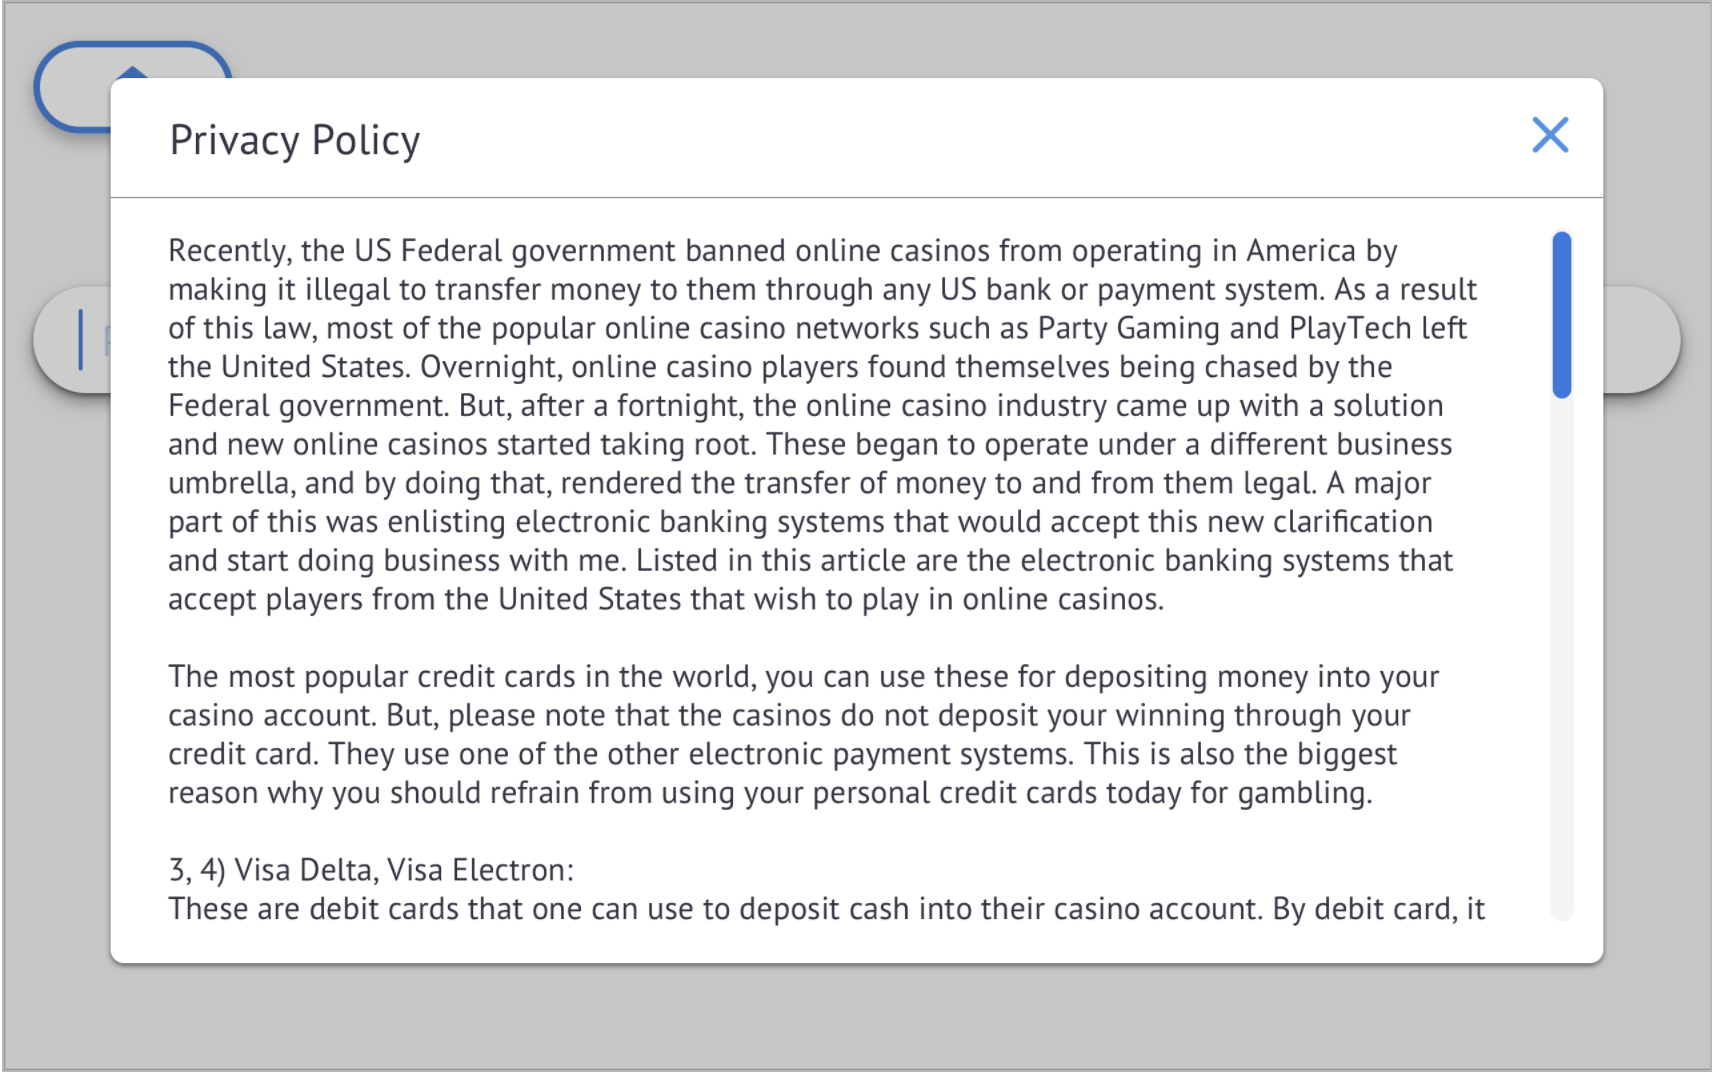 Privacy Policy
Recently, the US Federal government banned online casinos from operating in America by
making it illegal to transfer money to them through any US bank or payment system. As a result
of this law, most of the popular online casino networks such as Party Gaming and PlayTech left
the United States. Overnight, online casino players found themselves being chased by the
Federal government. But, after a fortnight, the online casino industry came up with a solution
and new online casinos started taking root. These began to operate under a different business
umbrella, and by doing that, rendered the transfer of money to and from them legal. A major
part of this was enlisting electronic banking systems that would accept this new clarification
and start doing business with me. Listed in this article are the electronic banking systems that
accept players from the United States that wish to play in online casinos.
The most popular credit cards in the world, you can use these for depositing money into your
casino account. But, please note that the casinos do not deposit your winning through your
credit card. They use one of the other electronic payment systems. This is also the biggest
reason why you should refrain from using your personal credit cards today for gambling.
3, 4) Visa Delta, Visa Electron:
These are debit cards that one can use to deposit cash into their casino account. By debit card, it